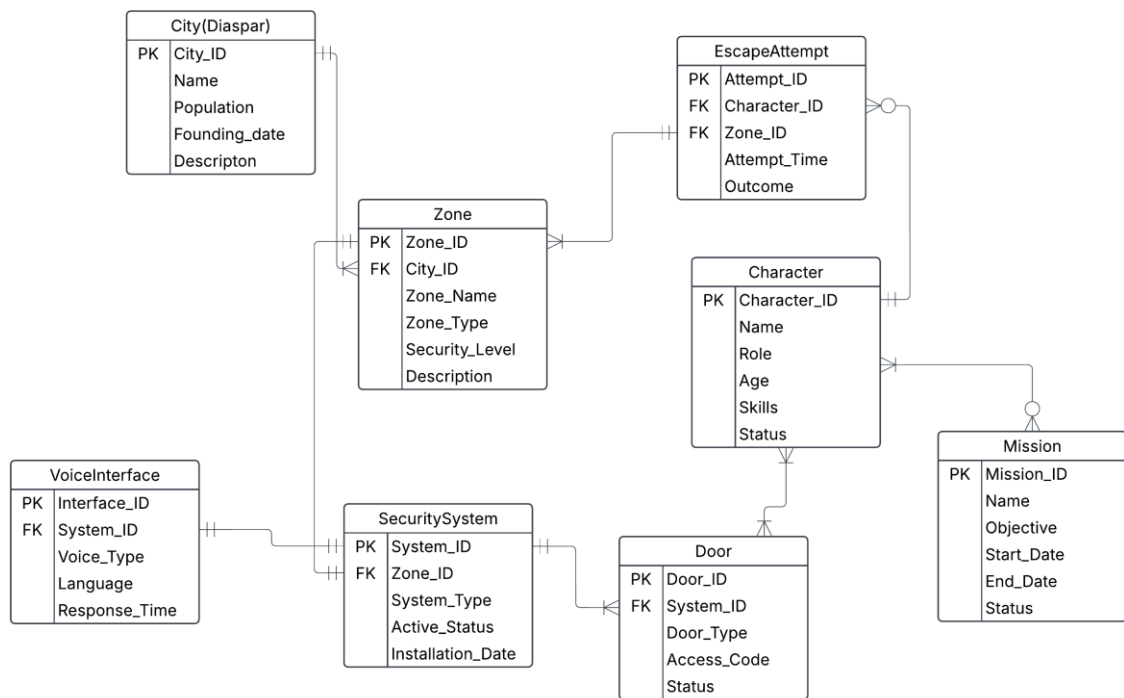 City(Diaspar)
PK City_ID
Name
Population
Founding_date
Descripton
EscapeAttempt
PK Attempt_ID
FK Character_ID
FK Zone_ID
Attempt_Time
Outcome
Zone
PK Zone_ID
FK City_ID
Zone_Name
Zone_Type
Security_Level
Description
Character
PK Character_ID
Name
Role
Age
Skills
Status
Mission
PK Mission_ID
Name
Objective
Start_Date
End_Date
Status
VoiceInterface
PK Interface_ID
FK System_ID
Voice_Type
Language
Response_Time
SecuritySystem
PK System_ID
FK Zone_ID
System_Type
Active_Status
Installation_Date
Door
PK Door_ID
FK System_ID
Door_Type
Access_Code
Status